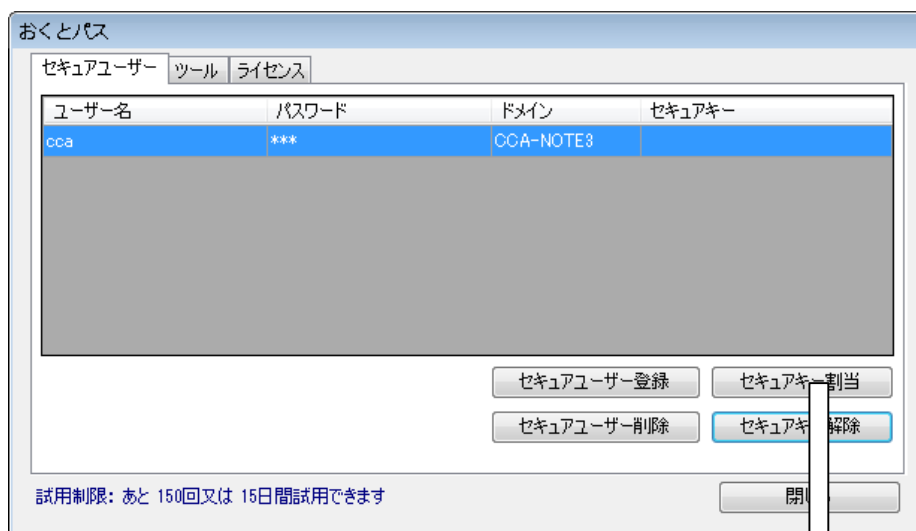 おくとパス
セキュアユーザー ツール ライセンス
ユーザー名 パスワード ドメイン セキュアキー
cca *** CCA-NOTE3
セキュアユーザー登録 セキュアキー割当
セキュアユーザー削除 セキュアキー解除
試用制限: あと 150回又は 15日間試用できます 閉じる